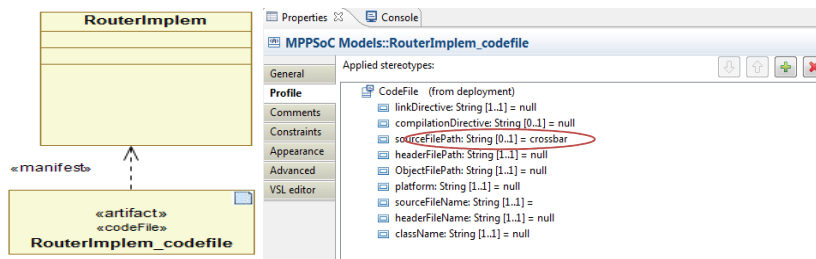 RouterImplem
«manifest»
«artifact»
«codeFile»
RouterImplem_codefile
Properties Console
MPPSoC Models::RouterImplem_codefile
General
Profile
Comments
Constraints
Appearance
Advanced
VSL editor
Applied stereotypes:
CodeFile (from deployment)
linkDirective: String [1..1] = null
compilationDirective: String [0..1] = null
sourceFilePath: String [0..1] = crossbar
headerFilePath: String [1..1] = null
ObjectFilePath: String [1..1] = null
platform: String [1..1] = null
sourceFileName: String [1..1] =
headerFileName: String [1..1] = null
className: String [1..1] = null